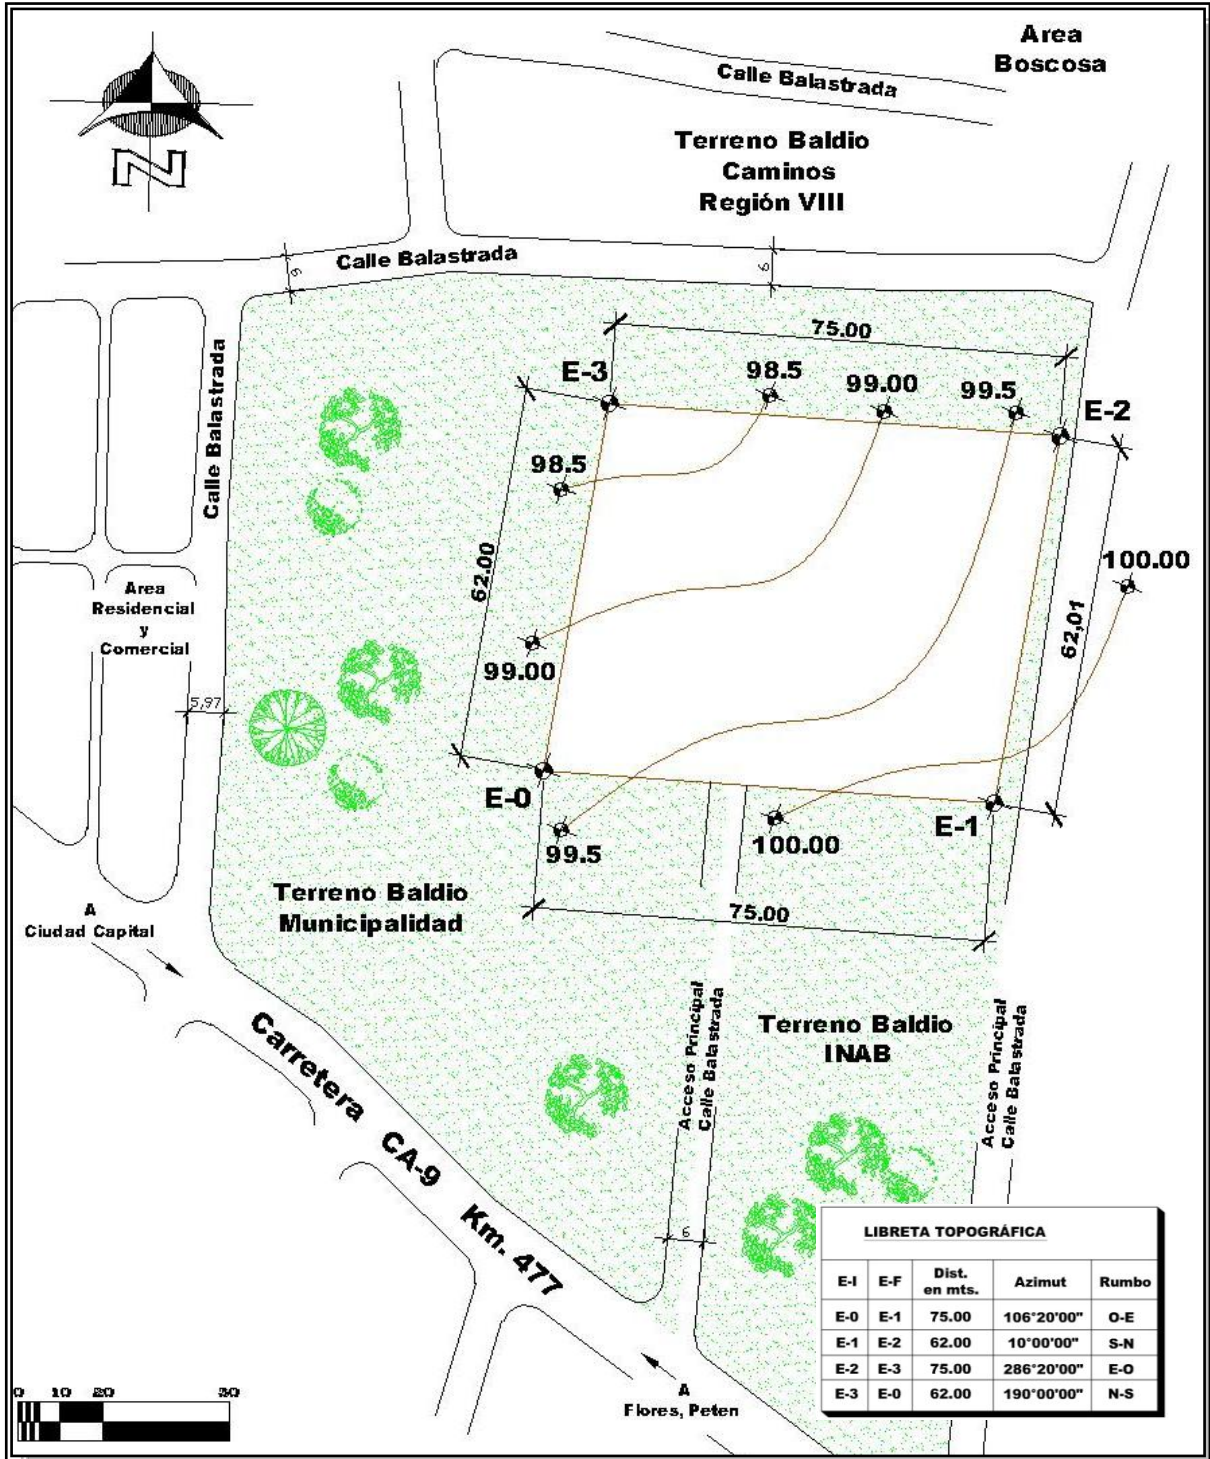 Area
Boscosa
Calle Balastrada
Terreno Baldio
Caminos
Región VIII
N
Calle Balastrada
6
6
75.00
E-3
98.5
99.00
99.5
E-2
Calle Balastrada
98.5
62.00
100.00
Area
Residencial
y
Comercial
99.00
62,01
5,97
E-0
99.5
100.00
E-1
75.00
Terreno Baldio
Municipalidad
A
Ciudad Capital
Carretera CA-9 Km. 477
Acceso Principal
Calle Balastrada
Terreno Baldio
INAB
Acceso Principal
Calle Balastrada
6
A
Flores, Peten
0 10 20 50
LIBRETA TOPOGRÁFICA
E-I E-F Dist. en mts. Azimut Rumbo
E-0 E-1 75.00 106°20'00" O-E
E-1 E-2 62.00 10°00'00" S-N
E-2 E-3 75.00 286°20'00" E-O
E-3 E-0 62.00 190°00'00" N-S